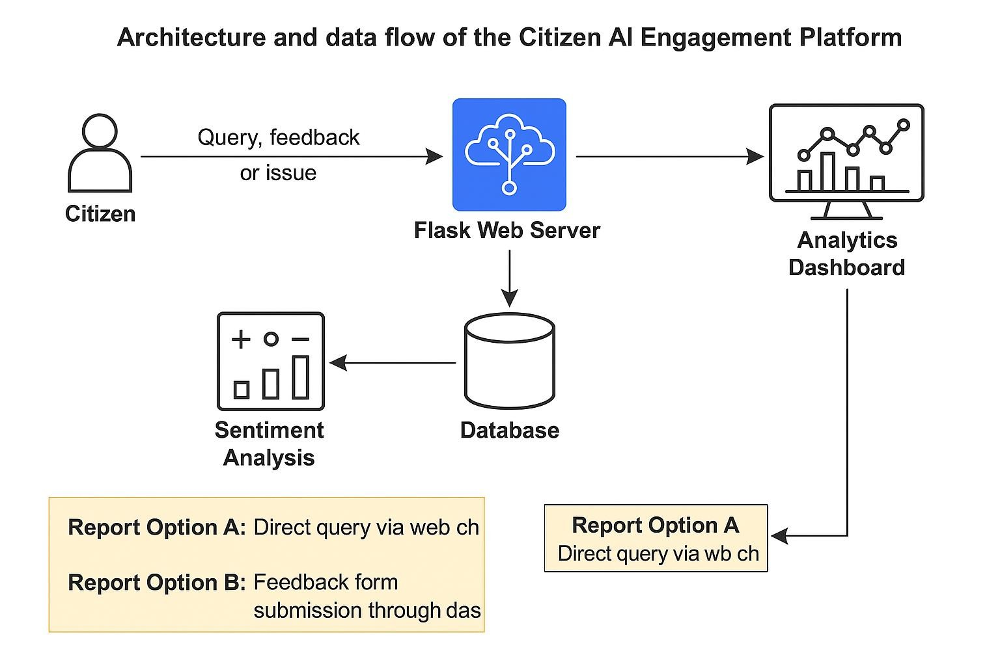 Architecture and data flow of the Citizen AI Engagement Platform
Query, feedback
or issue
Citizen
Flask Web Server
Analytics
Dashboard
+ o −
Sentiment
Analysis
Database
Report Option A: Direct query via web ch
Report Option B: Feedback form
submission through das
Report Option A
Direct query via wb ch